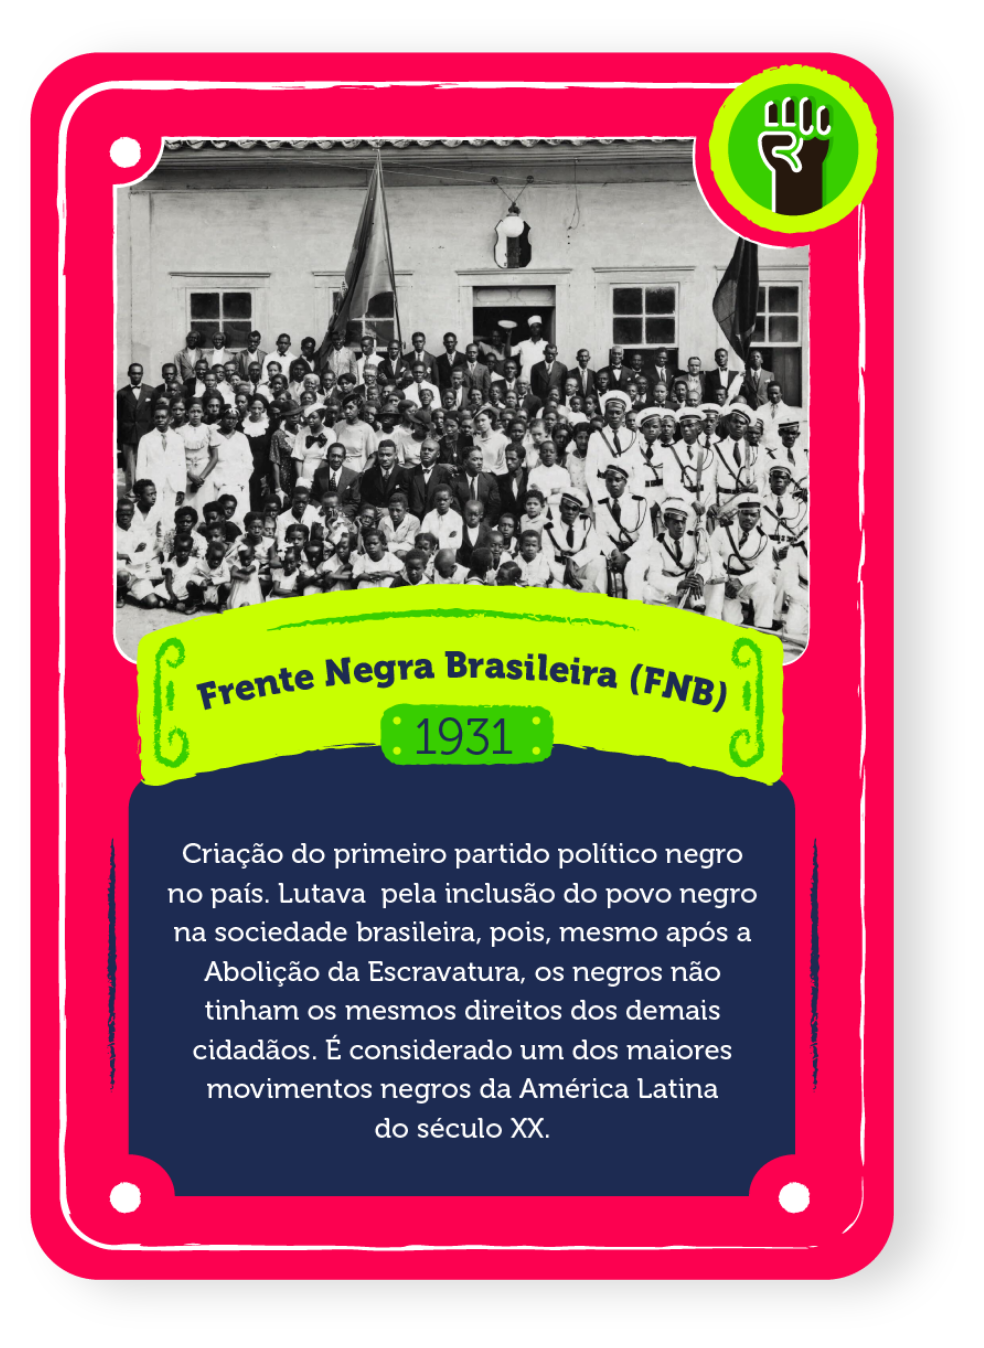 Frente Negra Brasileira (FNB)
1931
Criação do primeiro partido político negro
no país. Lutava pela inclusão do povo negro
na sociedade brasileira, pois, mesmo após a
Abolição da Escravatura, os negros não
tinham os mesmos direitos dos demais
cidadãos. É considerado um dos maiores
movimentos negros da América Latina
do século XX.